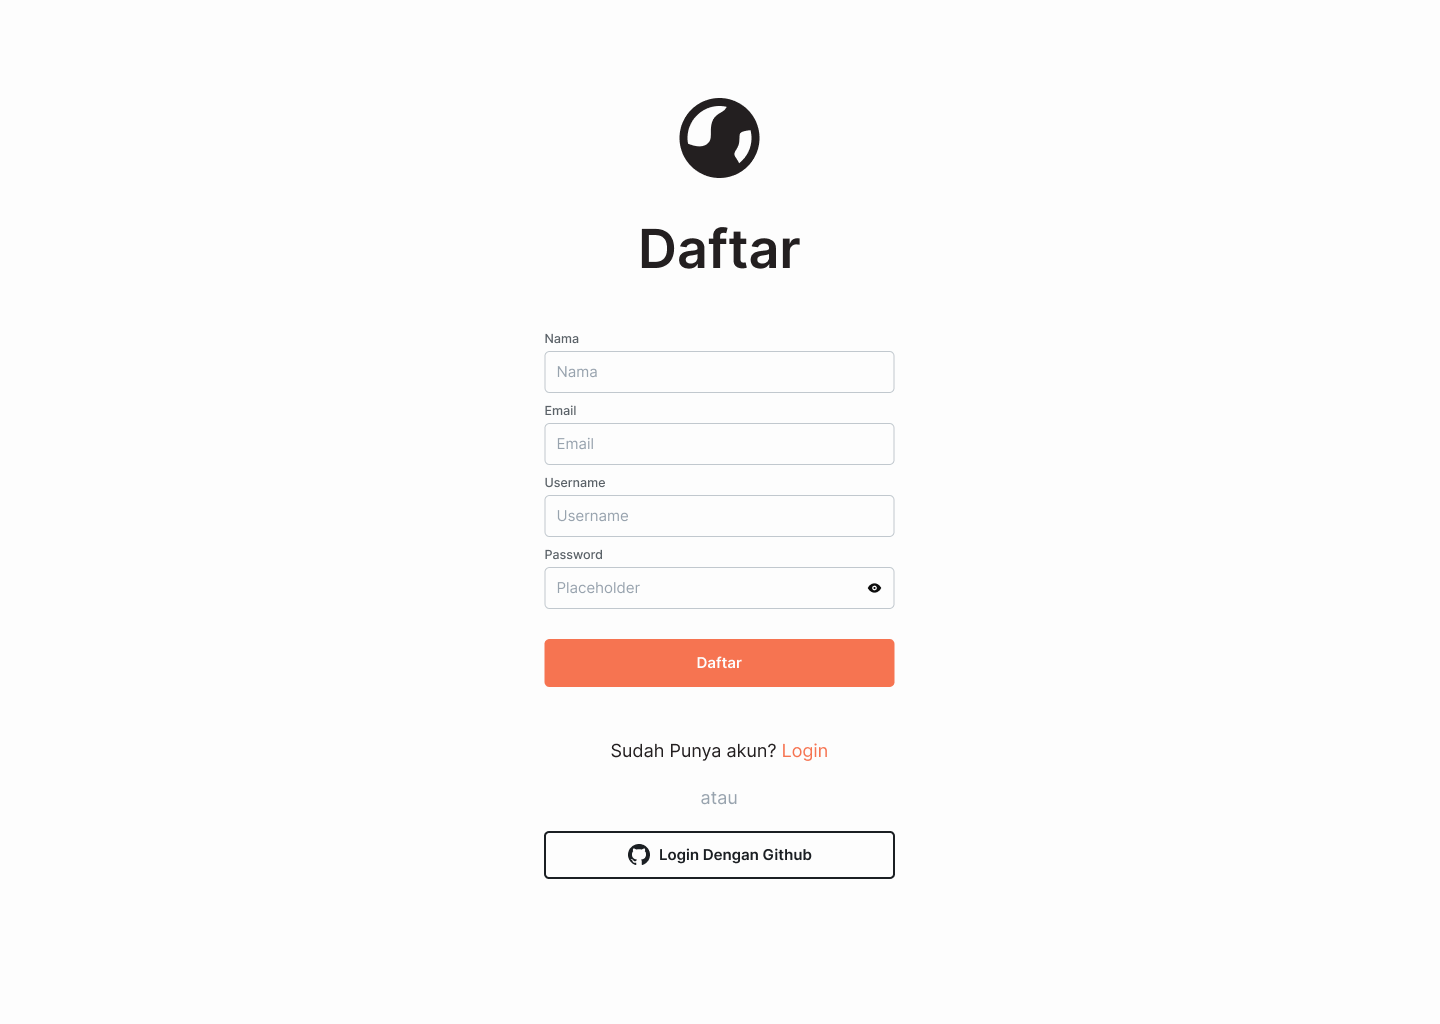 Daftar
Nama
Nama
Email
Email
Username
Username
Password
Placeholder
Daftar
Sudah Punya akun? Login
atau
Login Dengan Github